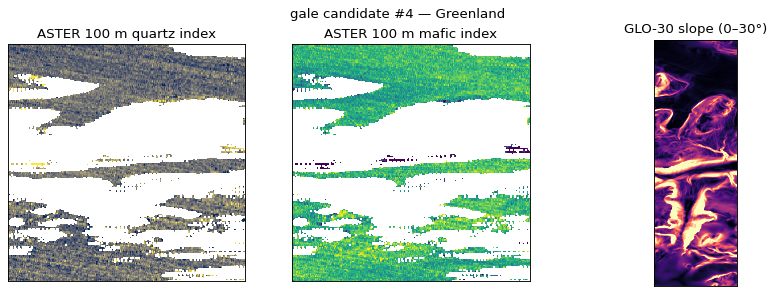 gale candidate #4 — Greenland
ASTER 100 m quartz index
ASTER 100 m mafic index
GLO-30 slope (0–30°)